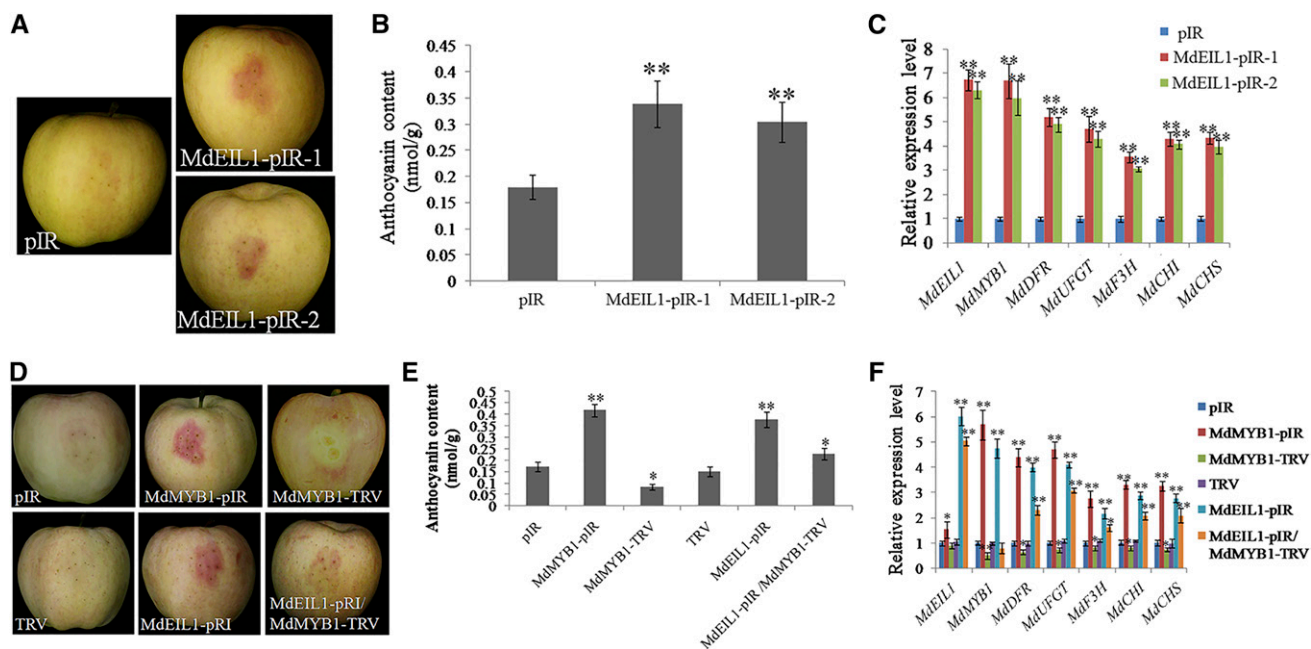 A
pIR
MdEIL1-pIR-1
MdEIL1-pIR-2
B
Anthocyanin content
(nmol/g)
0.45
0.4
0.35
0.3
0.25
0.2
0.15
0.1
0.05
0
**
**
pIR
MdEIL1-pIR-1
MdEIL1-pIR-2
C
Relative expression level
8
7
6
5
4
3
2
1
0
pIR
MdEIL1-pIR-1
MdEIL1-pIR-2
** ** ** ** ** ** ** ** ** ** ** ** ** **
MdEIL1
MdMYB1
MdDFR
MdUFGT
MdF3H
MdCHI
MdCHS
D
pIR
MdMYB1-pIR
MdMYB1-TRV
TRV
MdEIL1-pRI
MdEIL1-pRI/
MdMYB1-TRV
E
Anthocyanin content
(nmol/g)
0.5
0.45
0.4
0.35
0.3
0.25
0.2
0.15
0.1
0.05
0
**
*
**
*
pIR
MdMYB1-pIR
MdMYB1-TRV
TRV
MdEIL1-pIR
MdEIL1-pIR /MdMYB1-TRV
F
Relative expression level
7
6
5
4
3
2
1
0
pIR
MdMYB1-pIR
MdMYB1-TRV
TRV
MdEIL1-pIR
MdEIL1-pIR/
MdMYB1-TRV
MdEIL1
MdMYB1
MdDFR
MdUFGT
MdF3H
MdCHI
MdCHS